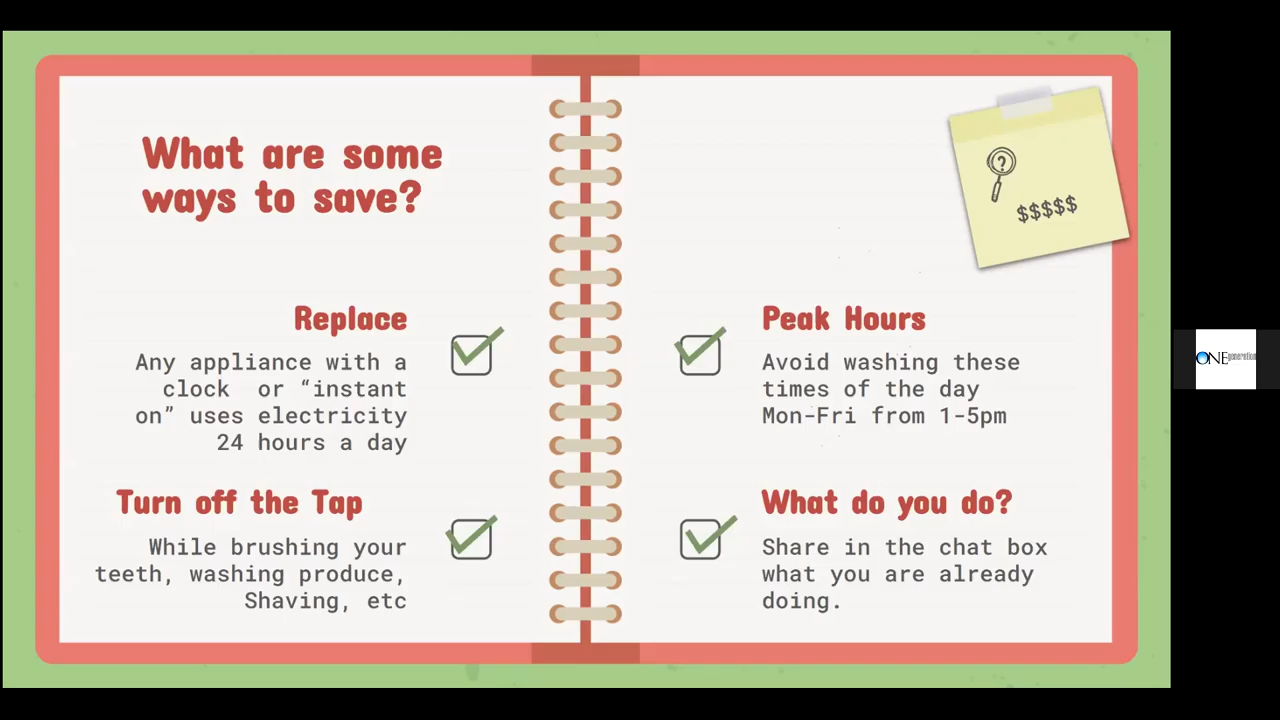 What are some
ways to save?
Replace
Any appliance with a
clock or “instant
on” uses electricity
24 hours a day
Turn off the Tap
While brushing your
teeth, washing produce,
Shaving, etc
?
$$$$$
Peak Hours
Avoid washing these
times of the day
Mon-Fri from 1-5pm
What do you do?
Share in the chat box
what you are already
doing.
ONEgeneration